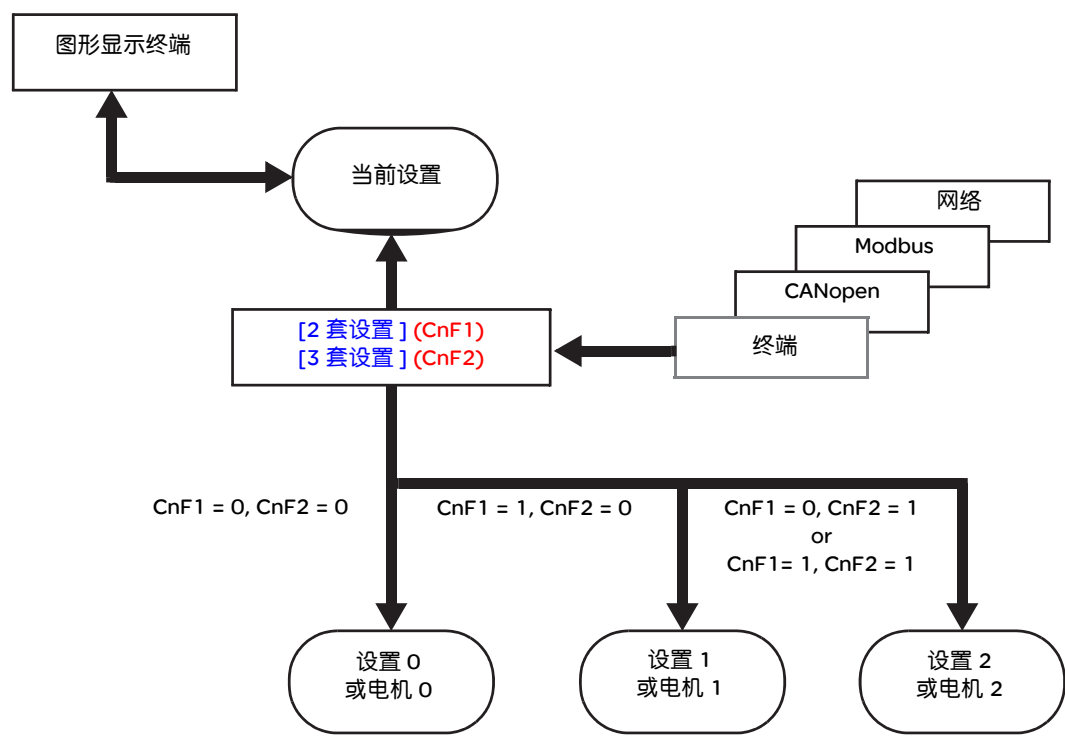 图形显示终端
当前设置
网络
Modbus
CANopen
终端
[2 套设置 ] (CnF1)
[3 套设置 ] (CnF2)
CnF1 = 0, CnF2 = 0
CnF1 = 1, CnF2 = 0
CnF1 = 0, CnF2 = 1
or
CnF1= 1, CnF2 = 1
设置 0
或电机 0
设置 1
或电机 1
设置 2
或电机 2